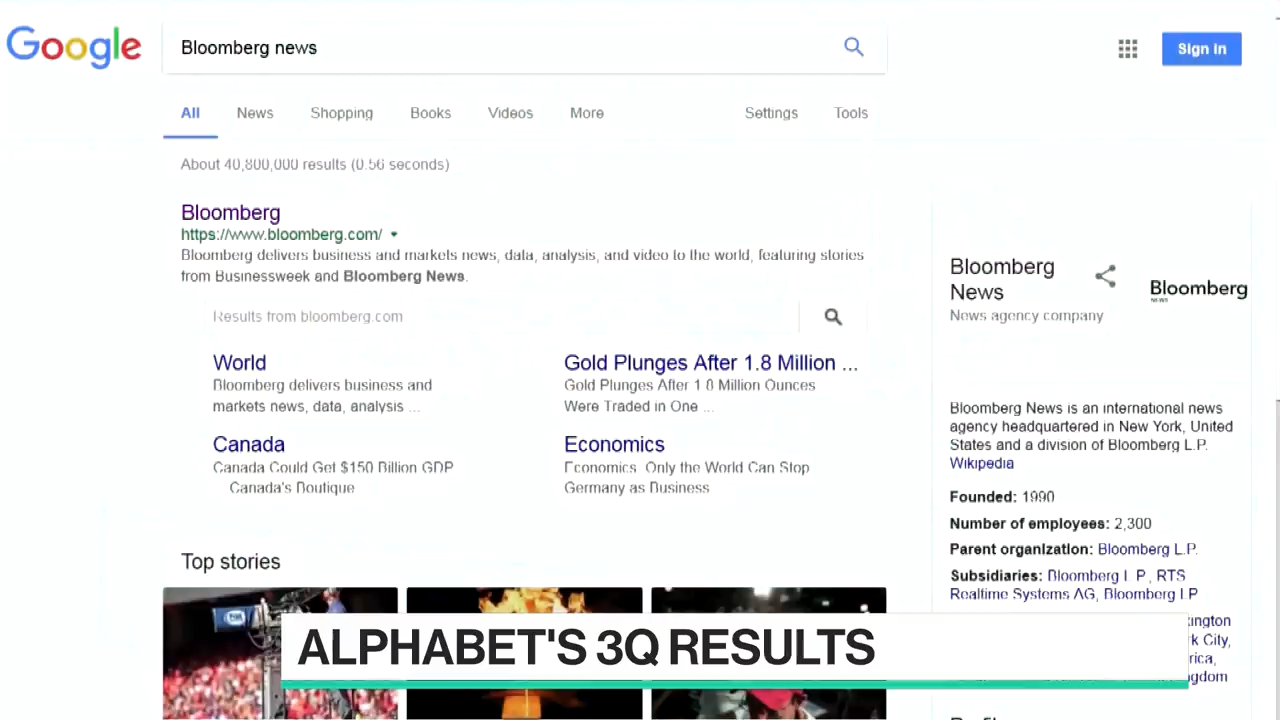 Google
Bloomberg news
Sign in
All News Shopping Books Videos More Settings Tools
About 40,800,000 results (0.56 seconds)
Bloomberg
https://www.bloomberg.com/
Bloomberg delivers business and markets news, data, analysis, and video to the world, featuring stories
from Businessweek and Bloomberg News.
Results from bloomberg.com
World
Bloomberg delivers business and
markets news, data, analysis ...
Canada
Canada Could Get $150 Billion GDP
Canada's Boutique
Gold Plunges After 1.8 Million ...
Gold Plunges After 1.8 Million Ounces
Were Traded in One ...
Economics
Economics. Only the World Can Stop
Germany as Business
Top stories
FOX
Bloomberg
News
News agency company
Bloomberg
NEWS
Bloomberg News is an international news
agency headquartered in New York, United
States and a division of Bloomberg L.P.
Wikipedia
Founded: 1990
Number of employees: 2,300
Parent organization: Bloomberg L.P.
Subsidiaries: Bloomberg L.P., RTS
Realtime Systems AG, Bloomberg LP
ALPHABET'S 3Q RESULTS